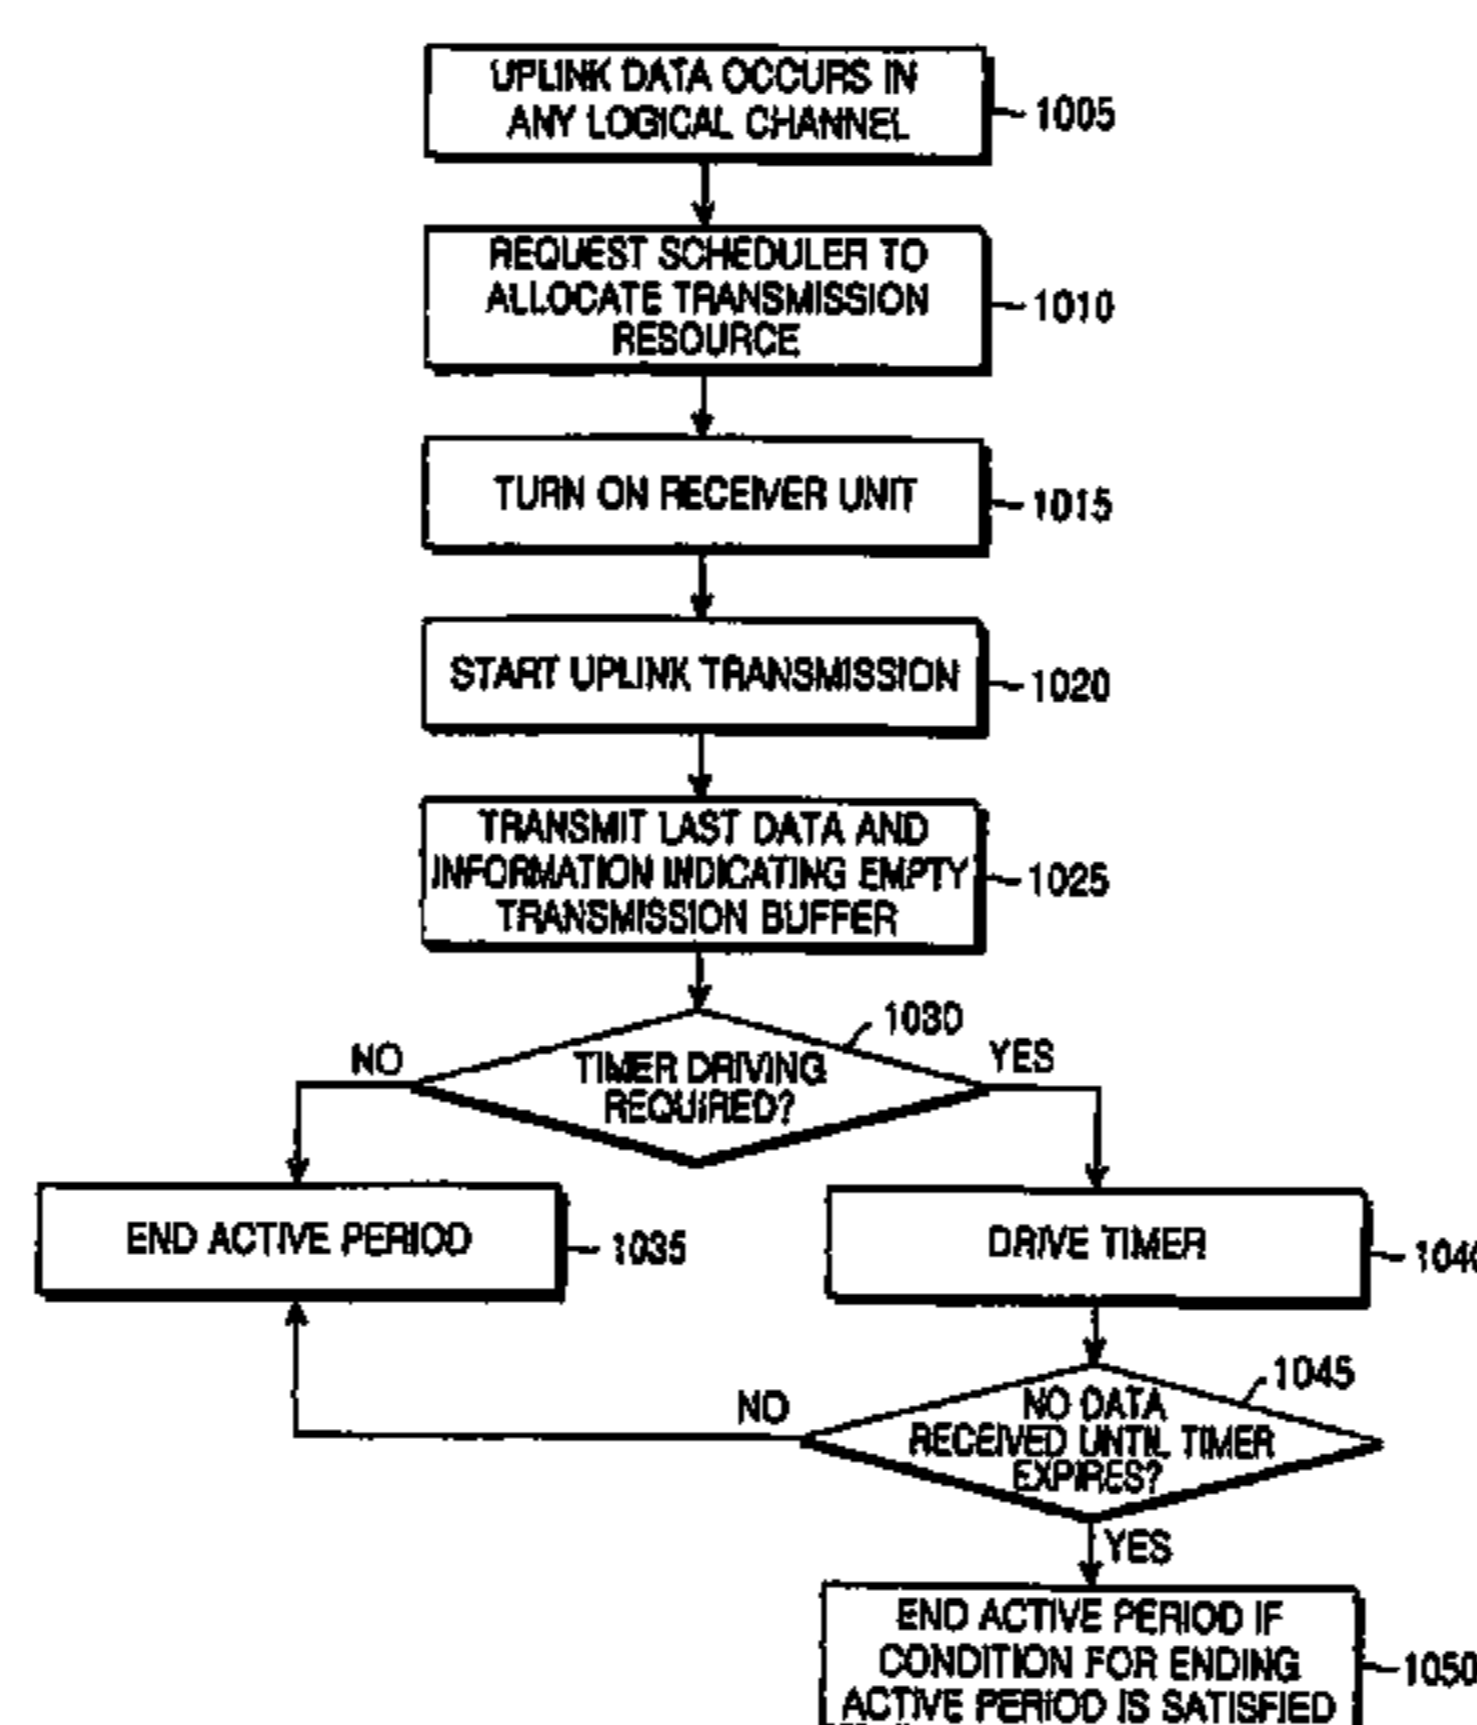 UPLINK DATA OCCURS IN
ANY LOGICAL CHANNEL
1005
REQUEST SCHEDULER TO
ALLOCATE TRANSMISSION
RESOURCE
1010
TURN ON RECEIVER UNIT
1015
START UPLINK TRANSMISSION
1020
TRANSMIT LAST DATA AND
INFORMATION INDICATING EMPTY
TRANSMISSION BUFFER
1025
1030
NO
TIMER DRIVING
REQUIRED?
YES
END ACTIVE PERIOD
1035
DRIVE TIMER
1040
1045
NO
NO DATA
RECEIVED UNTIL TIMER
EXPIRES?
YES
END ACTIVE PERIOD IF
CONDITION FOR ENDING
ACTIVE PERIOD IS SATISFIED
1050